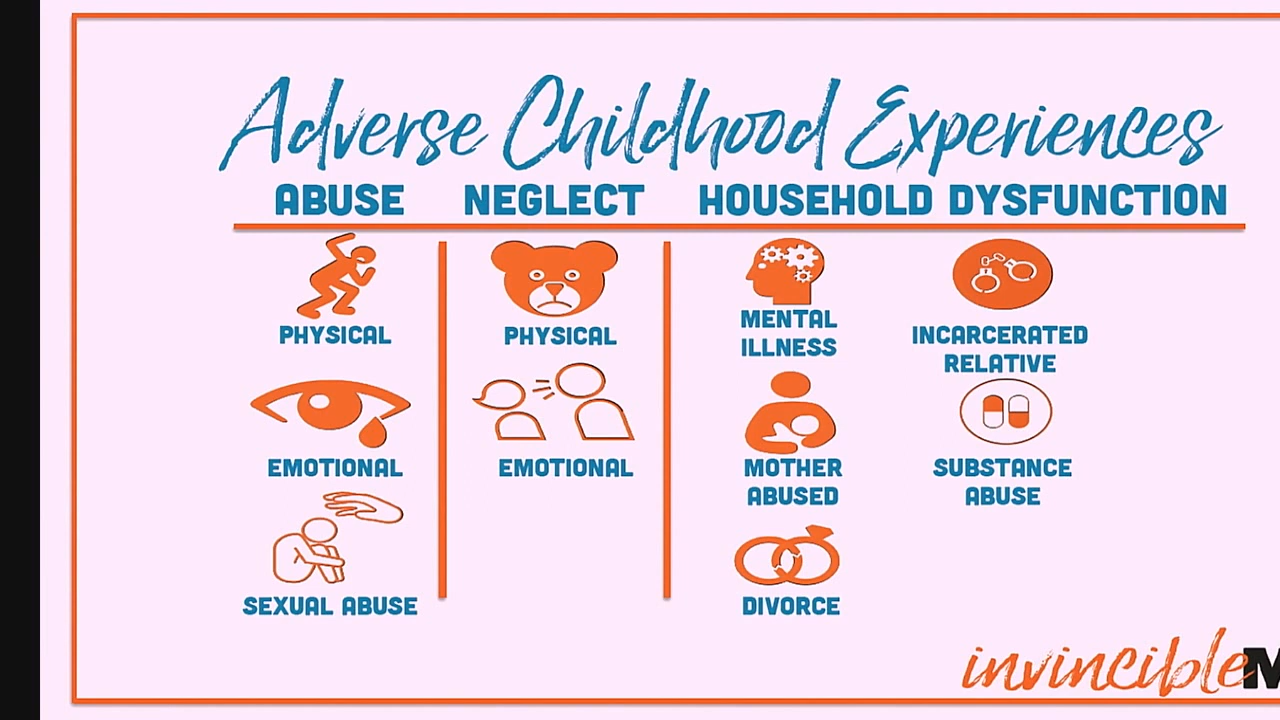 Adverse Childhood Experiences
ABUSE NEGLECT HOUSEHOLD DYSFUNCTION
PHYSICAL
EMOTIONAL
SEXUAL ABUSE
PHYSICAL
EMOTIONAL
MENTAL
ILLNESS
MOTHER
ABUSED
DIVORCE
INCARCERATED
RELATIVE
SUBSTANCE
ABUSE
invincible